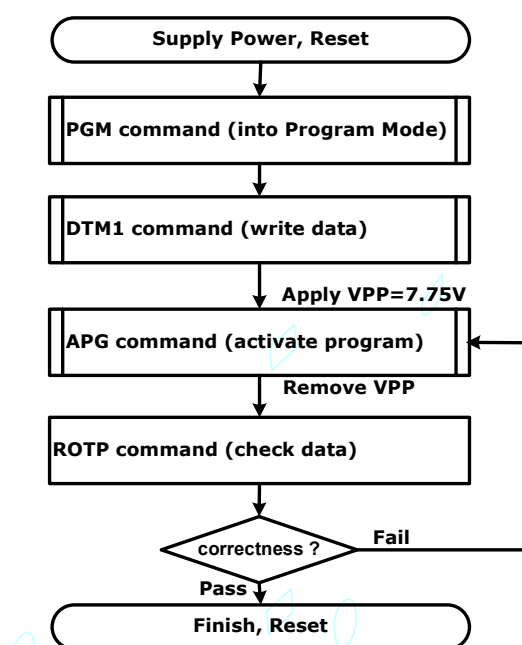 Supply Power, Reset
PGM command (into Program Mode)
DTM1 command (write data)
Apply VPP=7.75V
APG command (activate program)
Remove VPP
ROTP command (check data)
correctness ?
Fail
Pass
Finish, Reset